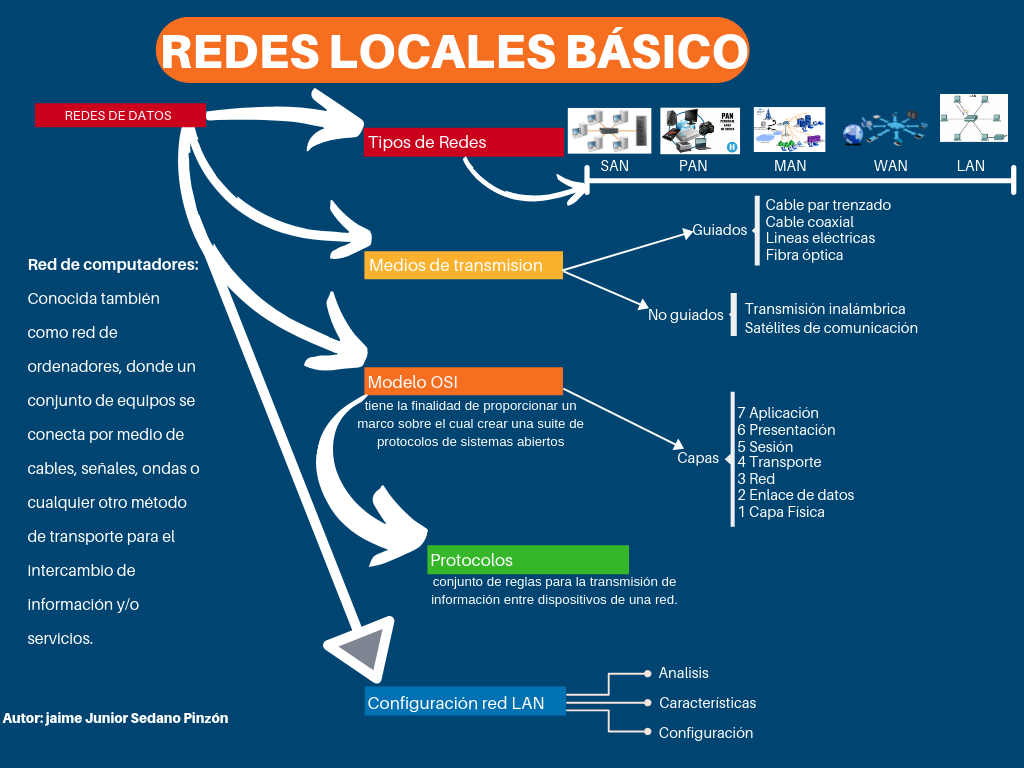 REDES LOCALES BÁSICO
REDES DE DATOS
Tipos de Redes
PAN
LAN
SAN
PAN
MAN
WAN
LAN
Guiados
Cable par trenzado
Cable coaxial
Lineas eléctricas
Fibra óptica
Medios de transmision
No guiados
Transmisión inalámbrica
Satélites de comunicación
Red de computadores:
Conocida también
como red de
ordenadores, donde un
conjunto de equipos se
conecta por medio de
cables, señales, ondas o
cualquier otro método
de transporte para el
intercambio de
información y/o
servicios.
Modelo OSI
tiene la finalidad de proporcionar un
marco sobre el cual crear una suite de
protocolos de sistemas abiertos
Capas
7 Aplicación
6 Presentación
5 Sesión
4 Transporte
3 Red
2 Enlace de datos
1 Capa Física
Protocolos
conjunto de reglas para la transmisión de
información entre dispositivos de una red.
Configuración red LAN
Analisis
Características
Configuración
Autor: jaime Junior Sedano Pinzón